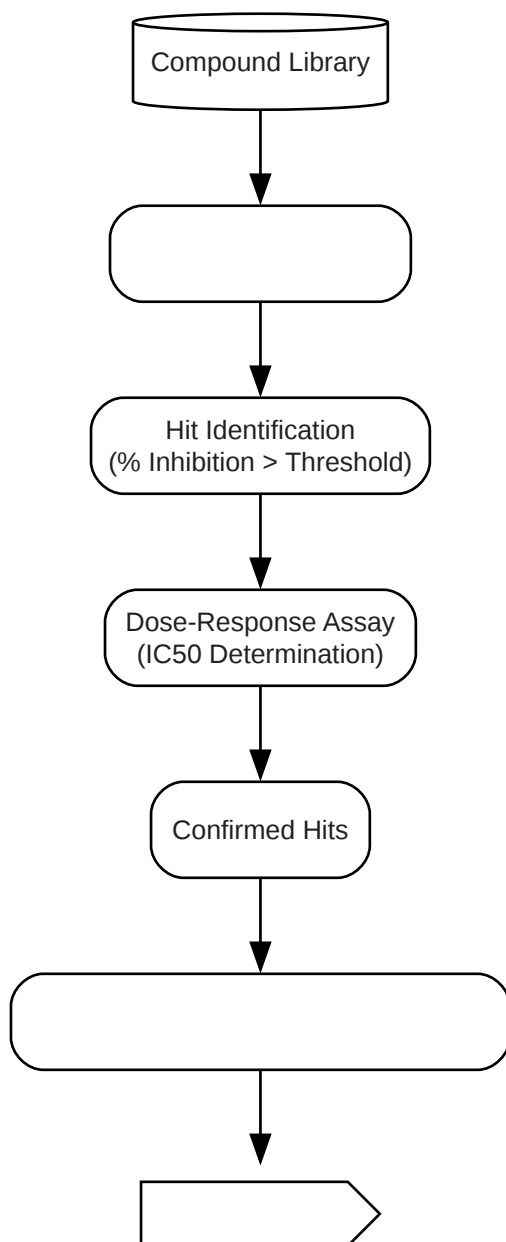 Compound Library
Hit Identification
(% Inhibition > Threshold)
Dose-Response Assay
(IC50 Determination)
Confirmed Hits